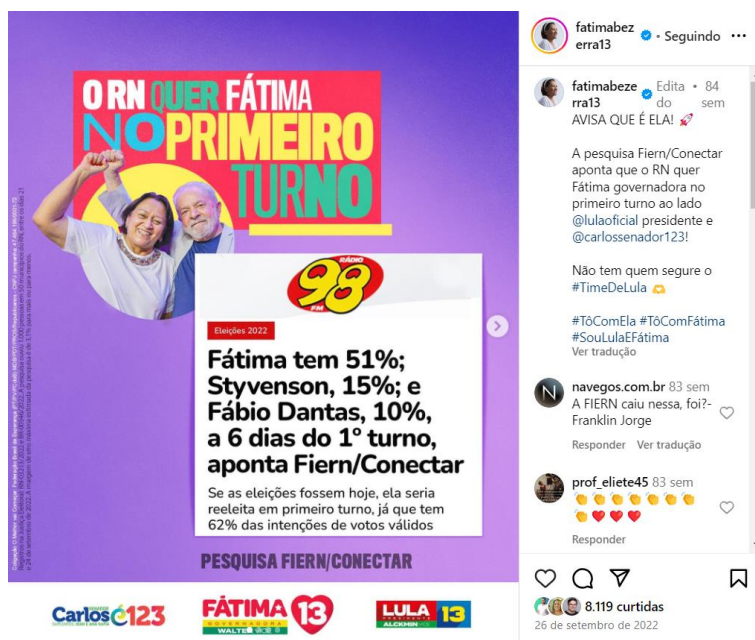 O RN QUER FÁTIMA
NO PRIMEIRO
TURNO
RÁDIO
98
FM
Eleições 2022
Fátima tem 51%;
Styvenson, 15%; e
Fábio Dantas, 10%,
a 6 dias do 1º turno,
aponta Fiern/Conectar
Se as eleições fossem hoje, ela seria
reeleita em primeiro turno, já que tem
62% das intenções de votos válidos
PESQUISA FIERN/CONECTAR
Carlos 123
FÁTIMA 13
GOVERNADORA
WALTER
LULA 13
PRESIDENTE
ALCKMIN
fatimabez
erra13
• Seguindo
fatimabeze
rra13
Edita
do
• 84
sem
AVISA QUE É ELA! 🚀
A pesquisa Fiern/Conectar
aponta que o RN quer
Fátima governadora no
primeiro turno ao lado
@lulaoficial presidente e
@carlossenador123!
Não tem quem segure o
#TimeDeLula 🫶
#TôComEla #TôComFátima
#SouLulaEFátima
Ver tradução
navegos.com.br 83 sem
A FIERN caiu nessa, foi?-
Franklin Jorge
Responder Ver tradução
prof_eliete45 83 sem
👏👏👏👏👏👏👏
👏❤️❤️❤️
Responder
8.119 curtidas
26 de setembro de 2022